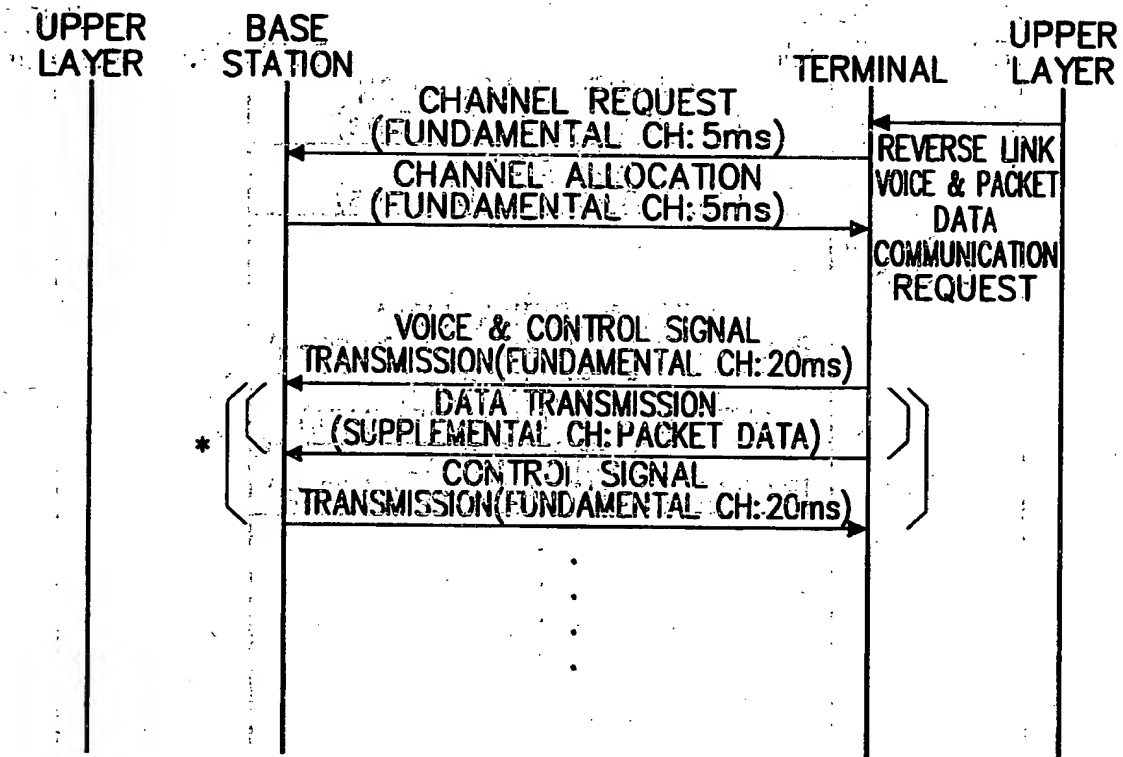 UPPER LAYER
BASE STATION
TERMINAL
UPPER LAYER
CHANNEL REQUEST
(FUNDAMENTAL CH: 5ms)
CHANNEL ALLOCATION
(FUNDAMENTAL CH: 5ms)
REVERSE LINK
VOICE & PACKET
DATA
COMMUNICATION
REQUEST
VOICE & CONTROL SIGNAL
TRANSMISSION(FUNDAMENTAL CH: 20ms)
DATA TRANSMISSION
(SUPPLEMENTAL CH: PACKET DATA)
*
CONTROL SIGNAL
TRANSMISSION(FUNDAMENTAL CH: 20ms)